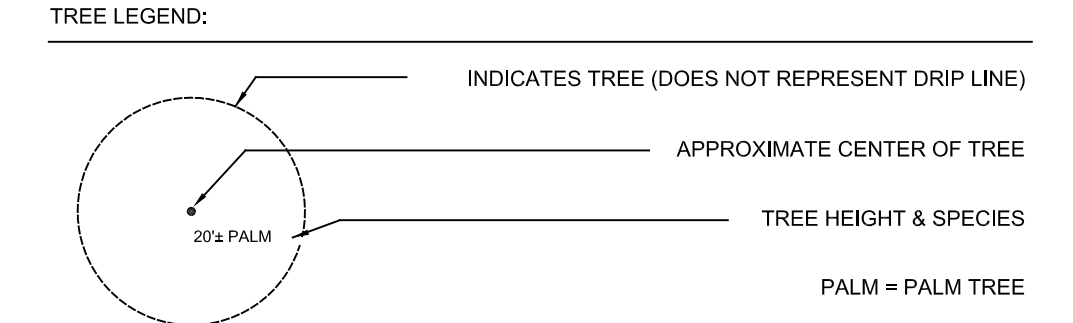 TREE LEGEND:
INDICATES TREE (DOES NOT REPRESENT DRIP LINE)
APPROXIMATE CENTER OF TREE
TREE HEIGHT & SPECIES
20'± PALM
PALM = PALM TREE